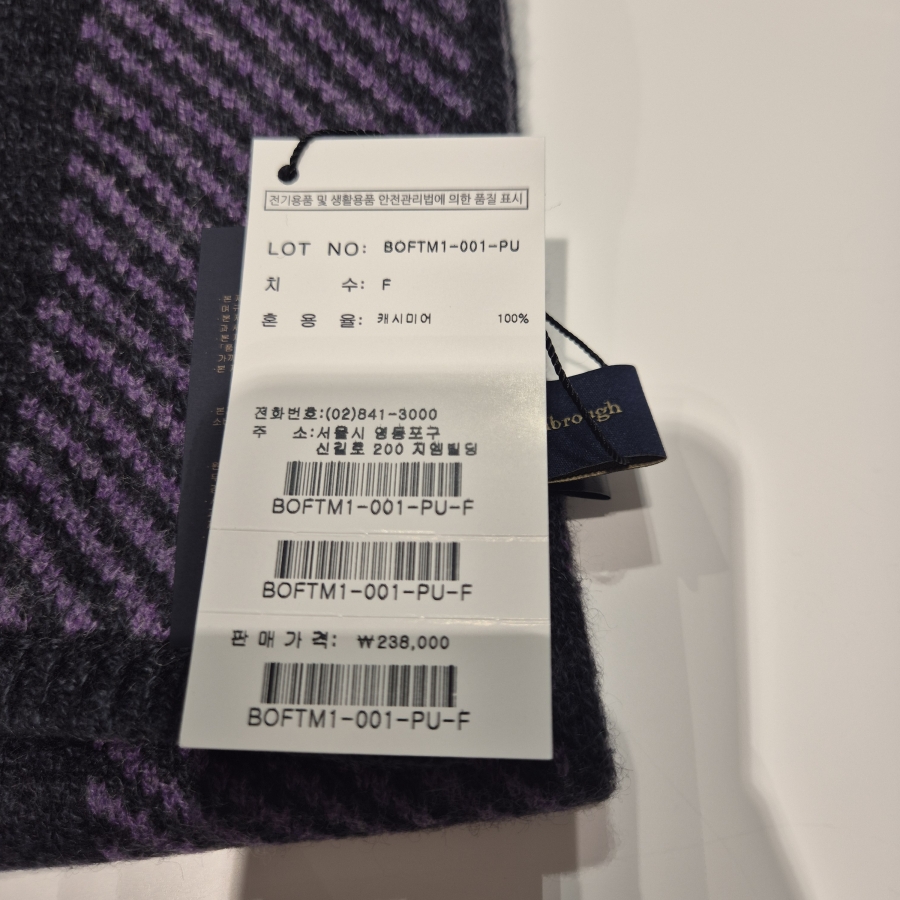 전기용품 및 생활용품 안전관리법에 의한 품질 표시
LOT NO: BOFTM1-001-PU
치 수: F
혼 용 율: 캐시미어 100%
전화번호:(02)841-3000
주 소:서울시 영등포구
신길로 200 지엠빌딩
BOFTM1-001-PU-F
BOFTM1-001-PU-F
판매가격: ₩238,000
BOFTM1-001-PU-F
brough